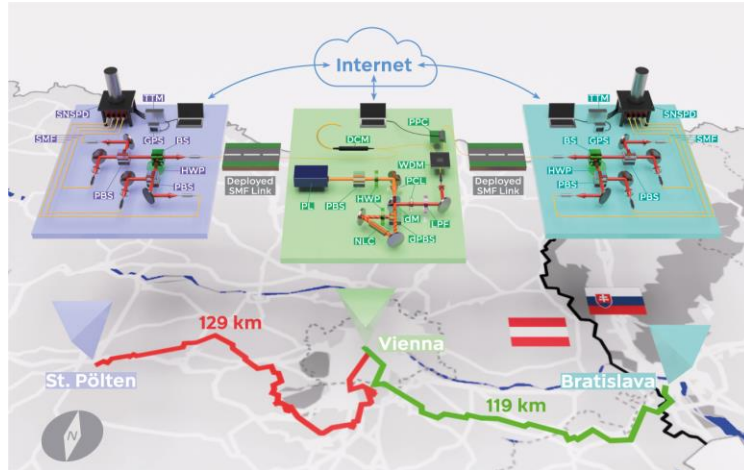 Internet
TTM
SNSPD
SMF
GPS
BS
HWP
PBS
PBS
Deployed
SMF Link
PPC
DCM
WDM
PCL
HWP
PL
PBS
dM
LPF
NLC
dPBS
Deployed
SMF Link
TTM
SNSPD
BS
GPS
SMF
HWP
PBS
PBS
129 km
Vienna
St. Pölten
Bratislava
119 km
N